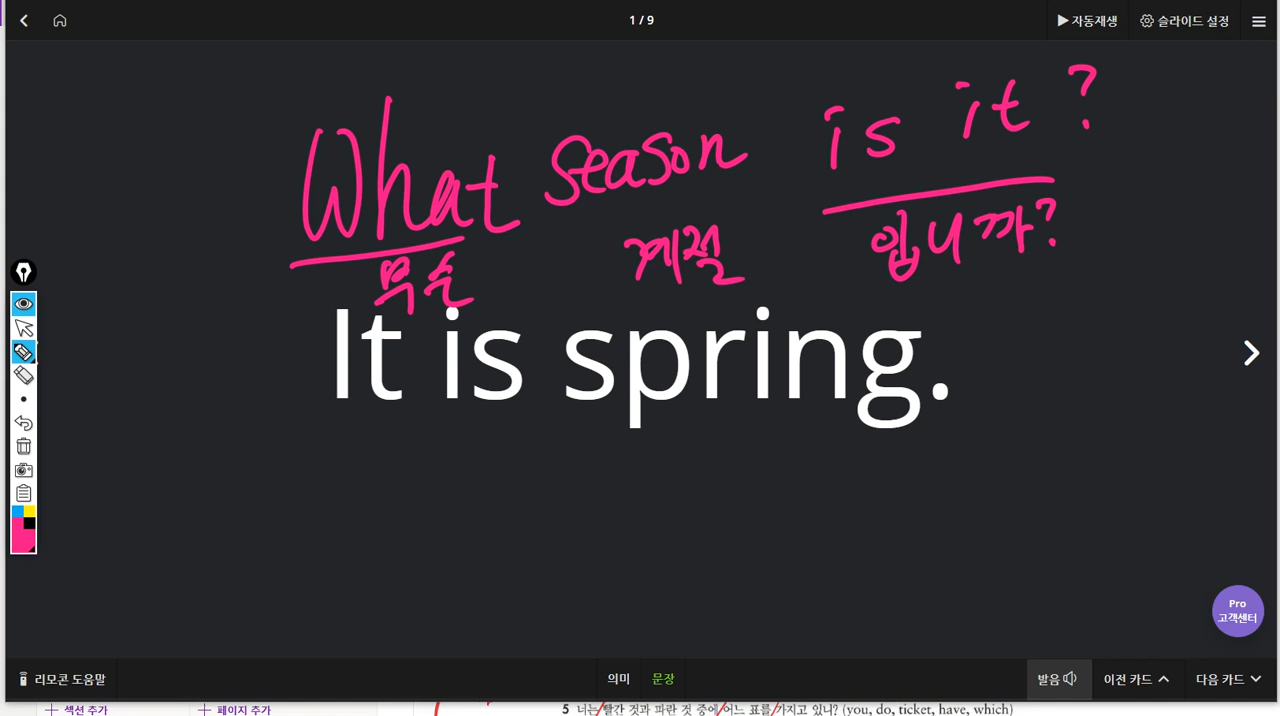 1 / 9
자동재생
슬라이드 설정
What season is it?
무슨 계절 입니까?
It is spring.
Pro
고객센터
리모콘 도움말
의미
문장
발음
이전 카드
다음 카드
섹션 추가
페이지 추가
5 너는 빨간 것과 파란 것 중에 어느 표를 가지고 있니? (you, do, ticket, have, which)